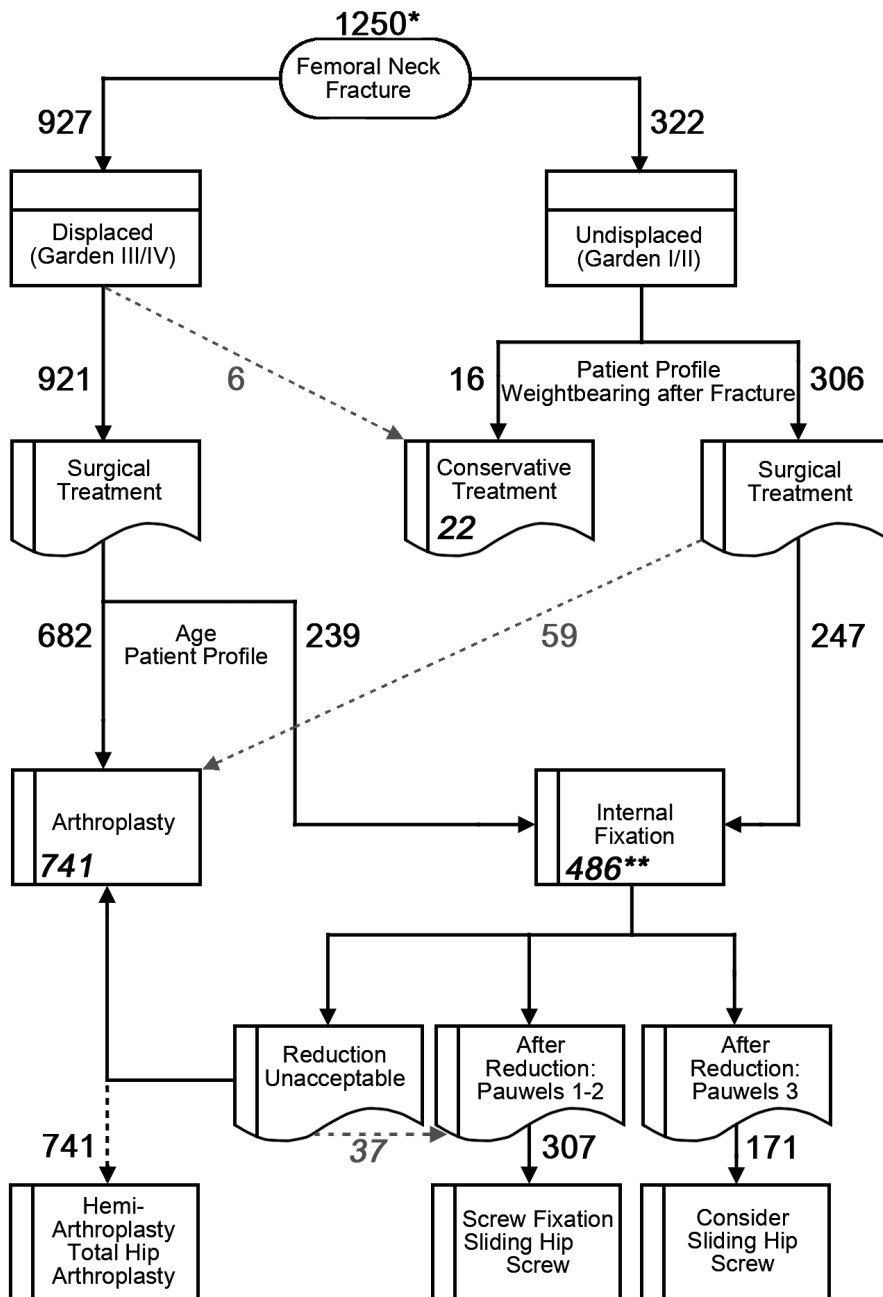 1250*
Femoral Neck
Fracture
927
322
Displaced
(Garden III/IV)
Undisplaced
(Garden I/II)
921
6
16
Patient Profile
Weightbearing after Fracture
306
Surgical
Treatment
Conservative
Treatment
22
Surgical
Treatment
682
Age
Patient Profile
239
59
247
Arthroplasty
741
Internal
Fixation
486**
Reduction
Unacceptable
After
Reduction:
Pauwels 1-2
After
Reduction:
Pauwels 3
741
37
307
171
Hemi-
Arthroplasty
Total Hip
Arthroplasty
Screw Fixation
Sliding Hip
Screw
Consider
Sliding Hip
Screw